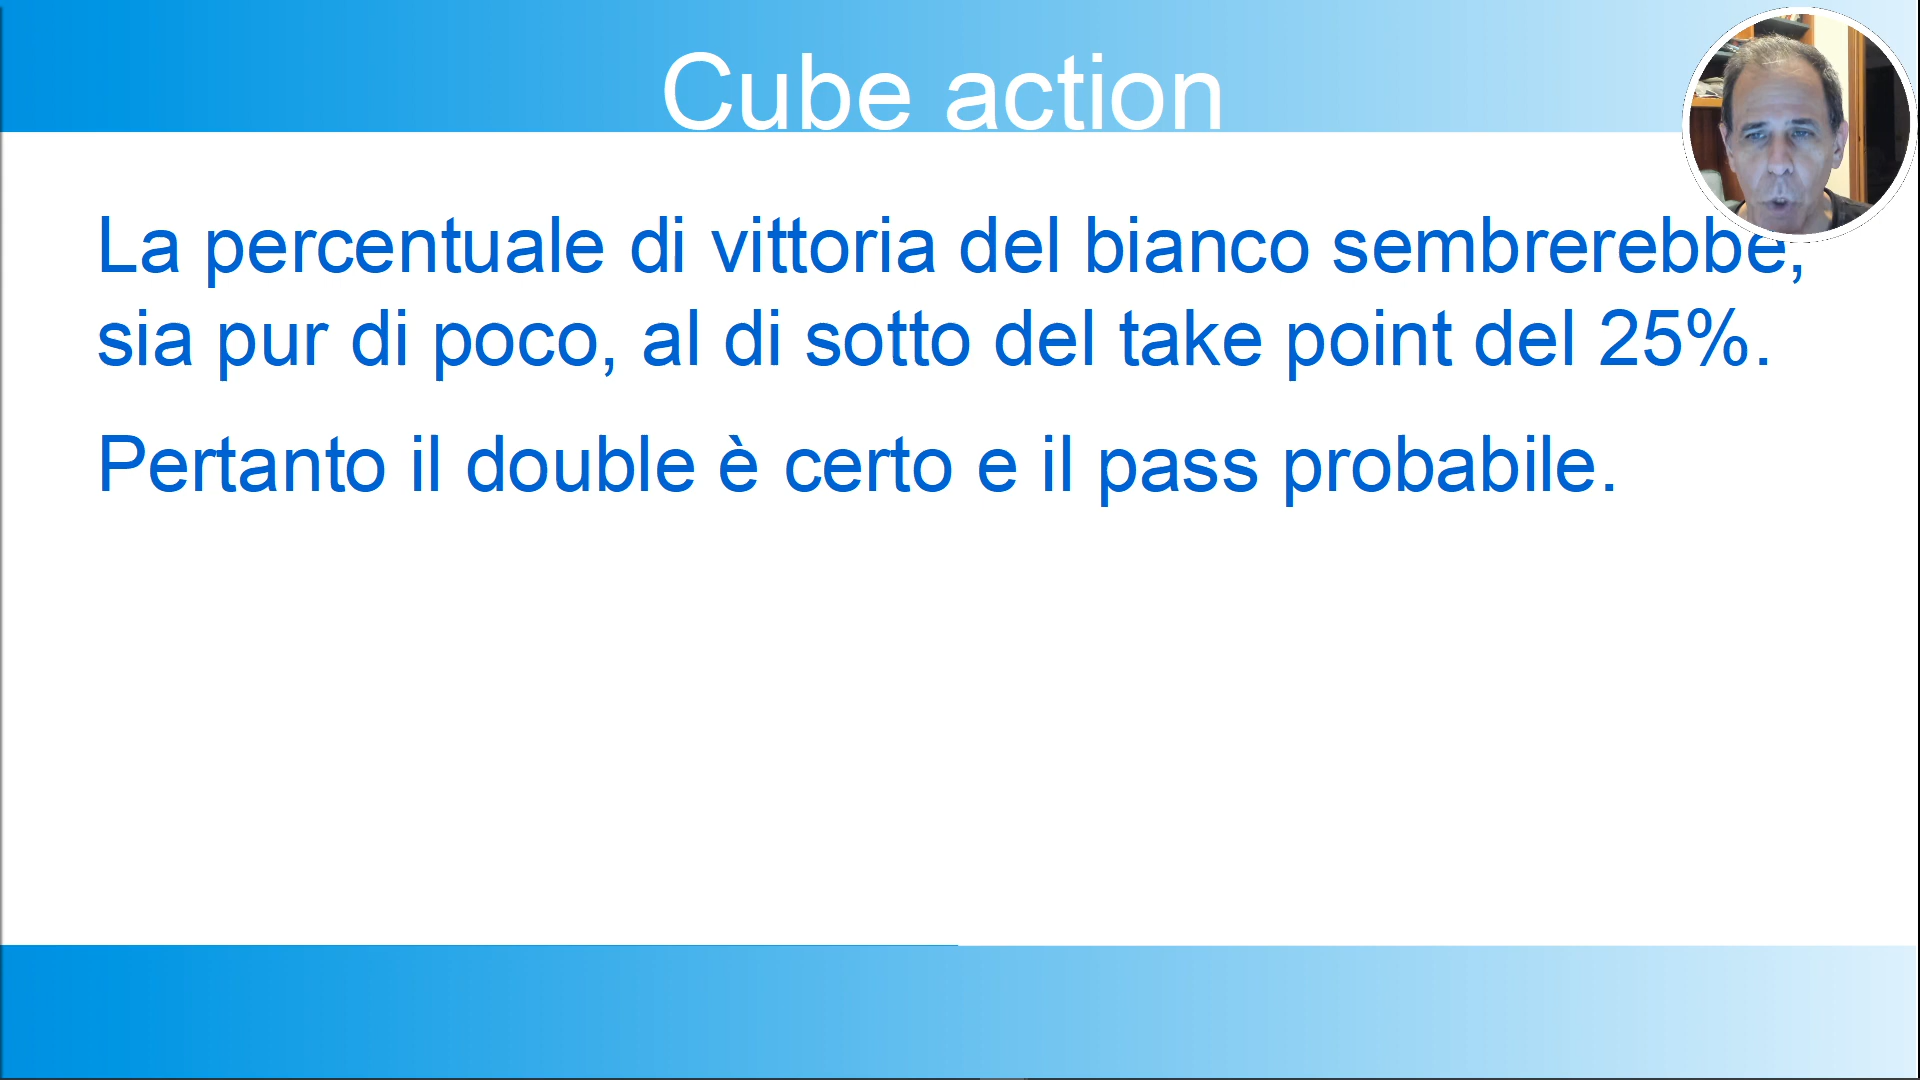 Cube action
La percentuale di vittoria del bianco sembrerebbe,
sia pur di poco, al di sotto del take point del 25%.
Pertanto il double è certo e il pass probabile.